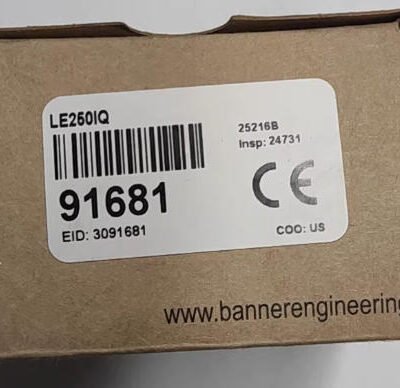 LE250IQ
25216B
Insp: 24731
91681
CE
EID: 3091681
COO: US
www.bannerengineering